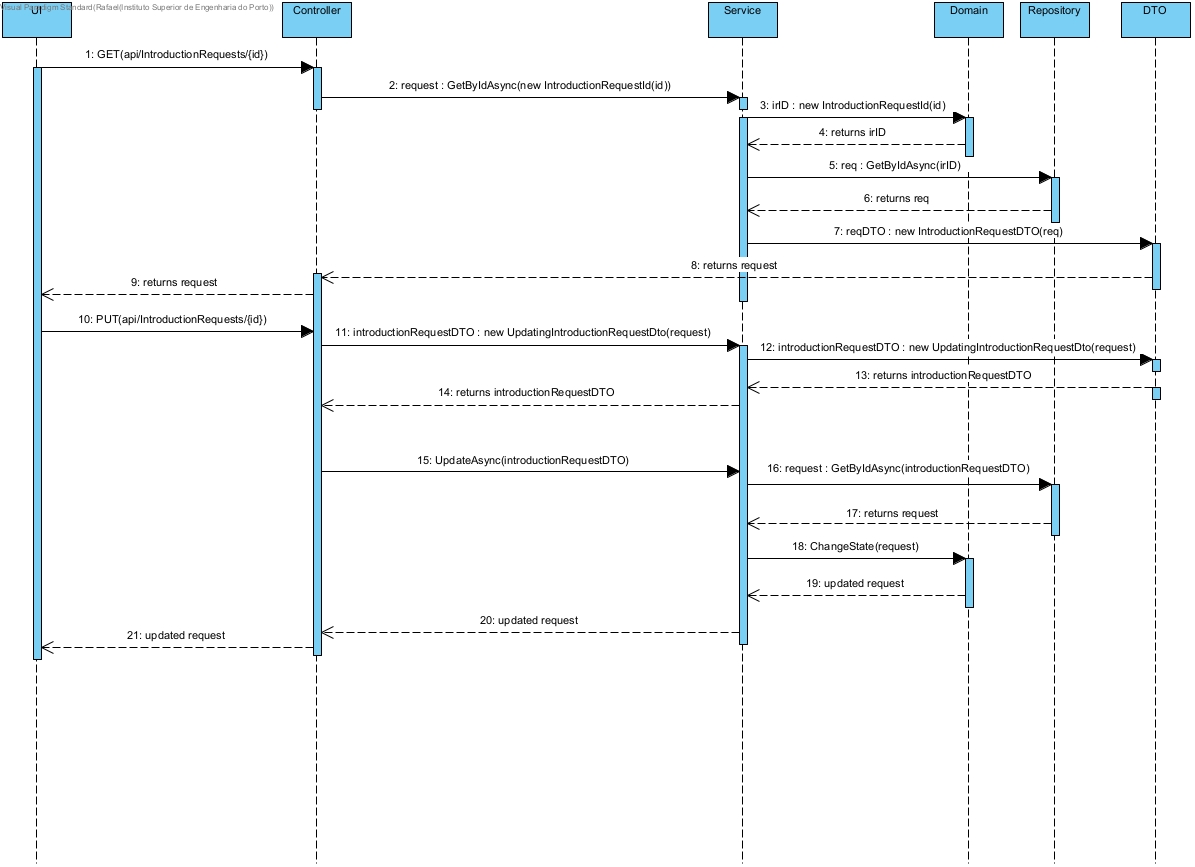 Visual Paradigm Standard(Rafael(Instituto Superior de Engenharia do Porto))
UI
Controller
Service
Domain
Repository
DTO
1: GET(api/IntroductionRequests/{id})
2: request : GetByIdAsync(new IntroductionRequestId(id))
3: irID : new IntroductionRequestId(id)
4: returns irID
5: req : GetByIdAsync(irID)
6: returns req
7: reqDTO : new IntroductionRequestDTO(req)
8: returns request
9: returns request
10: PUT(api/IntroductionRequests/{id})
11: introductionRequestDTO : new UpdatingIntroductionRequestDto(request)
12: introductionRequestDTO : new UpdatingIntroductionRequestDto(request)
13: returns introductionRequestDTO
14: returns introductionRequestDTO
15: UpdateAsync(introductionRequestDTO)
16: request : GetByIdAsync(introductionRequestDTO)
17: returns request
18: ChangeState(request)
19: updated request
20: updated request
21: updated request